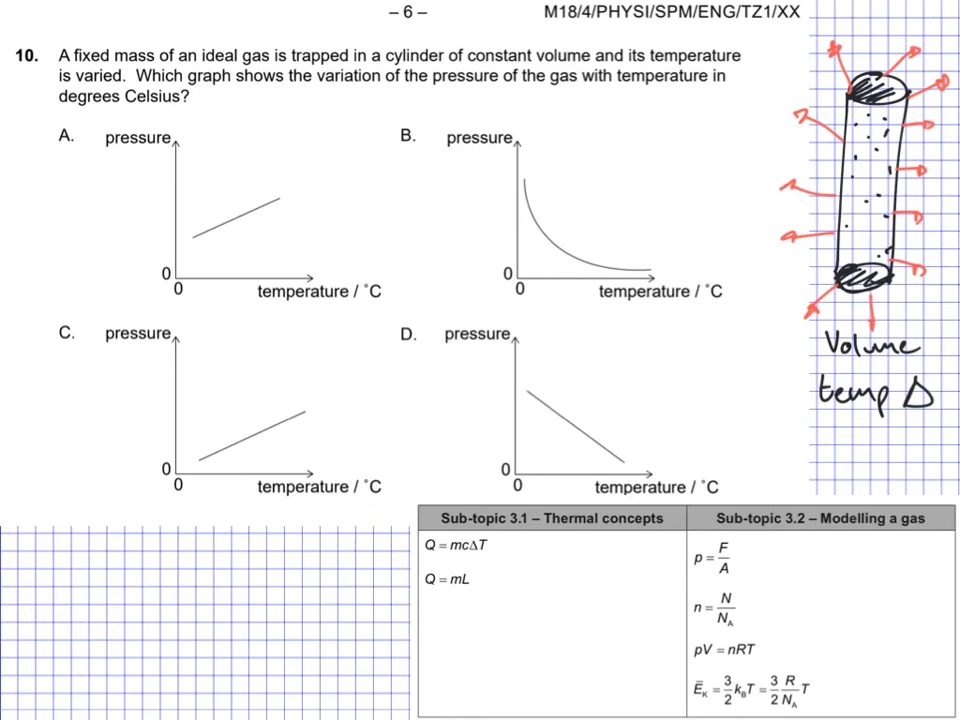 – 6 –
M18/4/PHYSI/SPM/ENG/TZ1/XX
10. A fixed mass of an ideal gas is trapped in a cylinder of constant volume and its temperature
is varied. Which graph shows the variation of the pressure of the gas with temperature in
degrees Celsius?
A. pressure
0
0
temperature / °C
B. pressure
0
0
temperature / °C
C. pressure
0
0
temperature / °C
D. pressure
0
0
temperature / °C
Volume
temp Δ
Sub-topic 3.1 – Thermal concepts
Q = mcΔT
Q = mL
Sub-topic 3.2 – Modelling a gas
p = F/A
n = N/N_A
pV = nRT
Ē_K = 3/2 k_B T = 3/2 R/N_A T